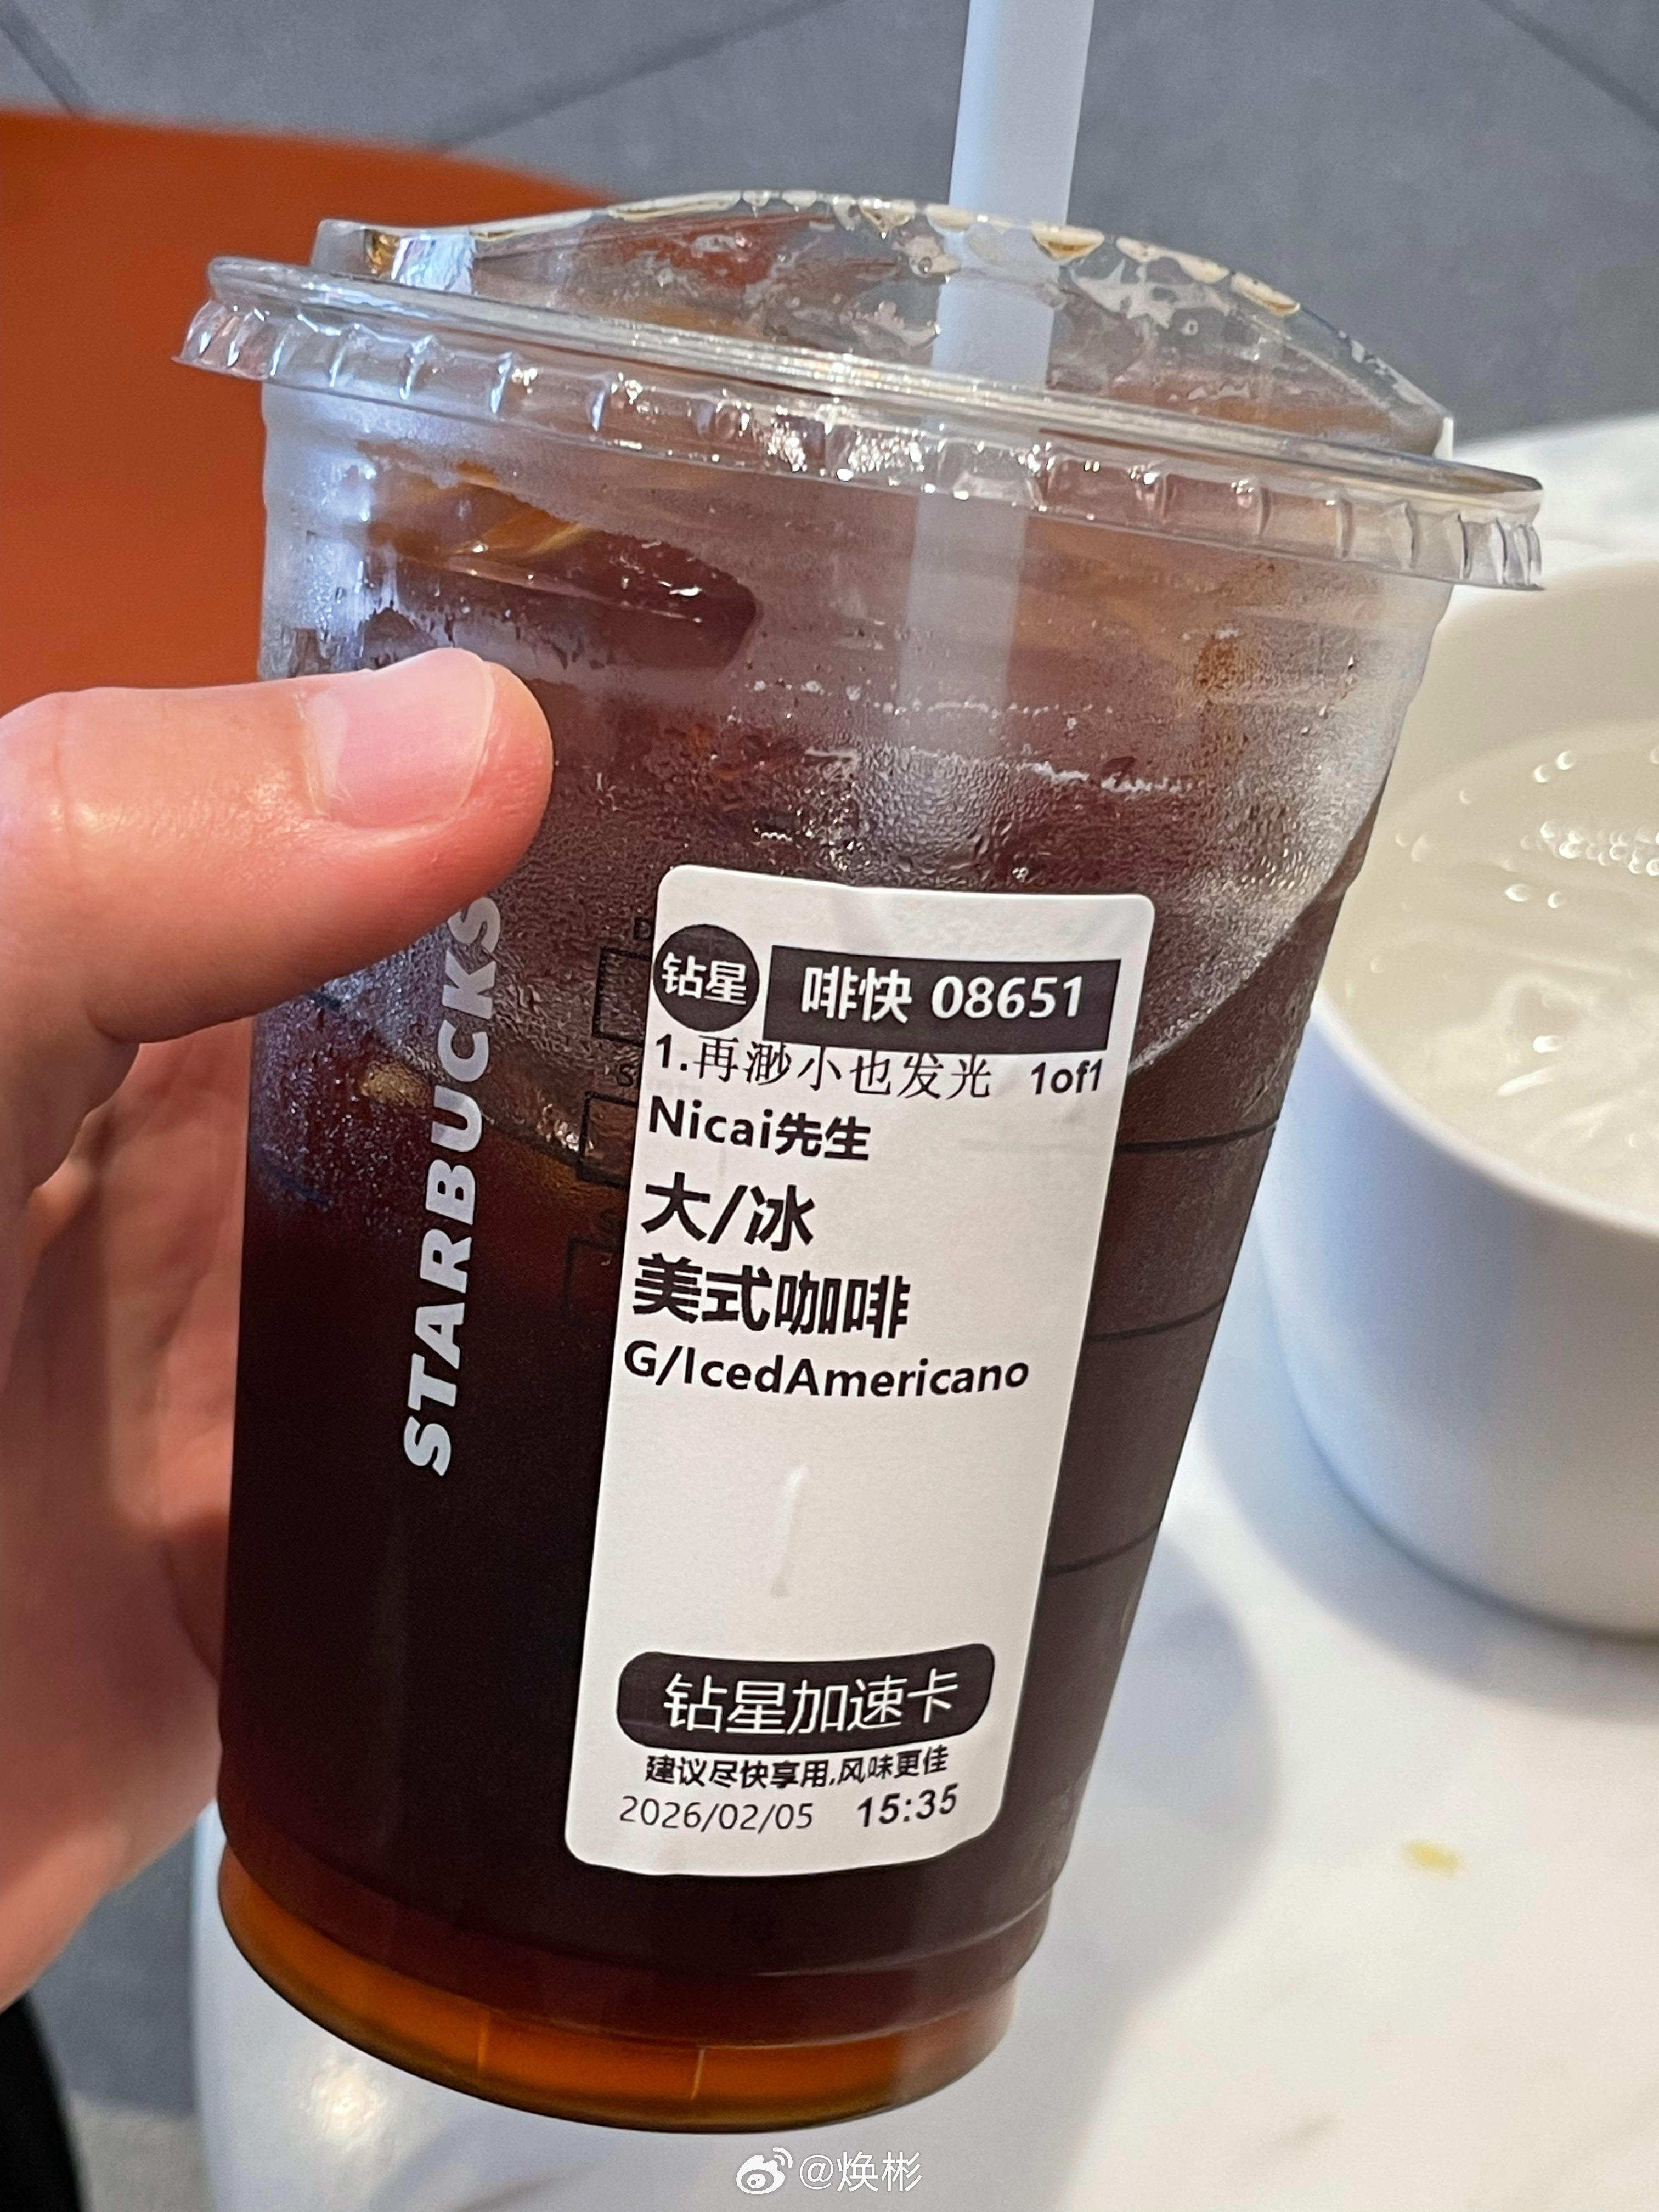 STARBUCKS
钻星
啡快 08651
1.再渺小也发光 1of1
Nicai先生
大/冰
美式咖啡
G/IcedAmericano
钻星加速卡
建议尽快享用,风味更佳
2026/02/05 15:35
@焕彬